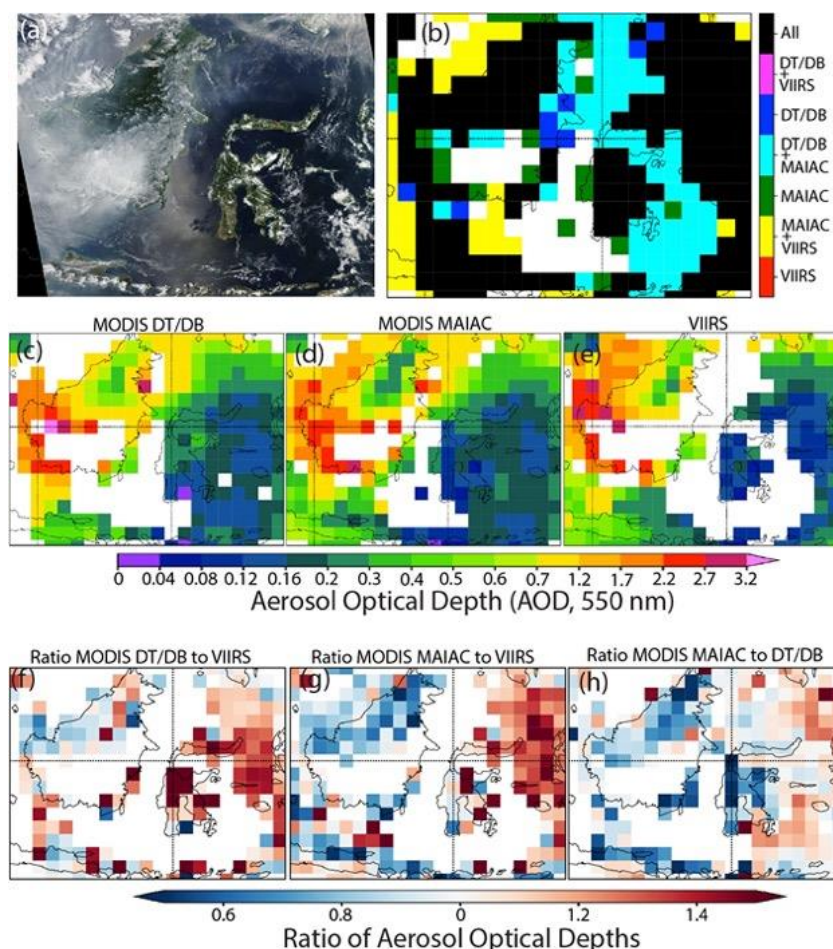 (a)
(b)
All
DT/DB
+
VIIRS
DT/DB
DT/DB
+
MAIAC
MAIAC
MAIAC
+
VIIRS
VIIRS
MODIS DT/DB
MODIS MAIAC
VIIRS
(c)
(d)
(e)
0 0.04 0.08 0.12 0.16 0.2 0.3 0.4 0.5 0.6 0.7 1.2 1.7 2.2 2.7 3.2
Aerosol Optical Depth (AOD, 550 nm)
Ratio MODIS DT/DB to VIIRS
Ratio MODIS MAIAC to VIIRS
Ratio MODIS MAIAC to DT/DB
(f)
(g)
(h)
0.6 0.8 0 1.2 1.4
Ratio of Aerosol Optical Depths